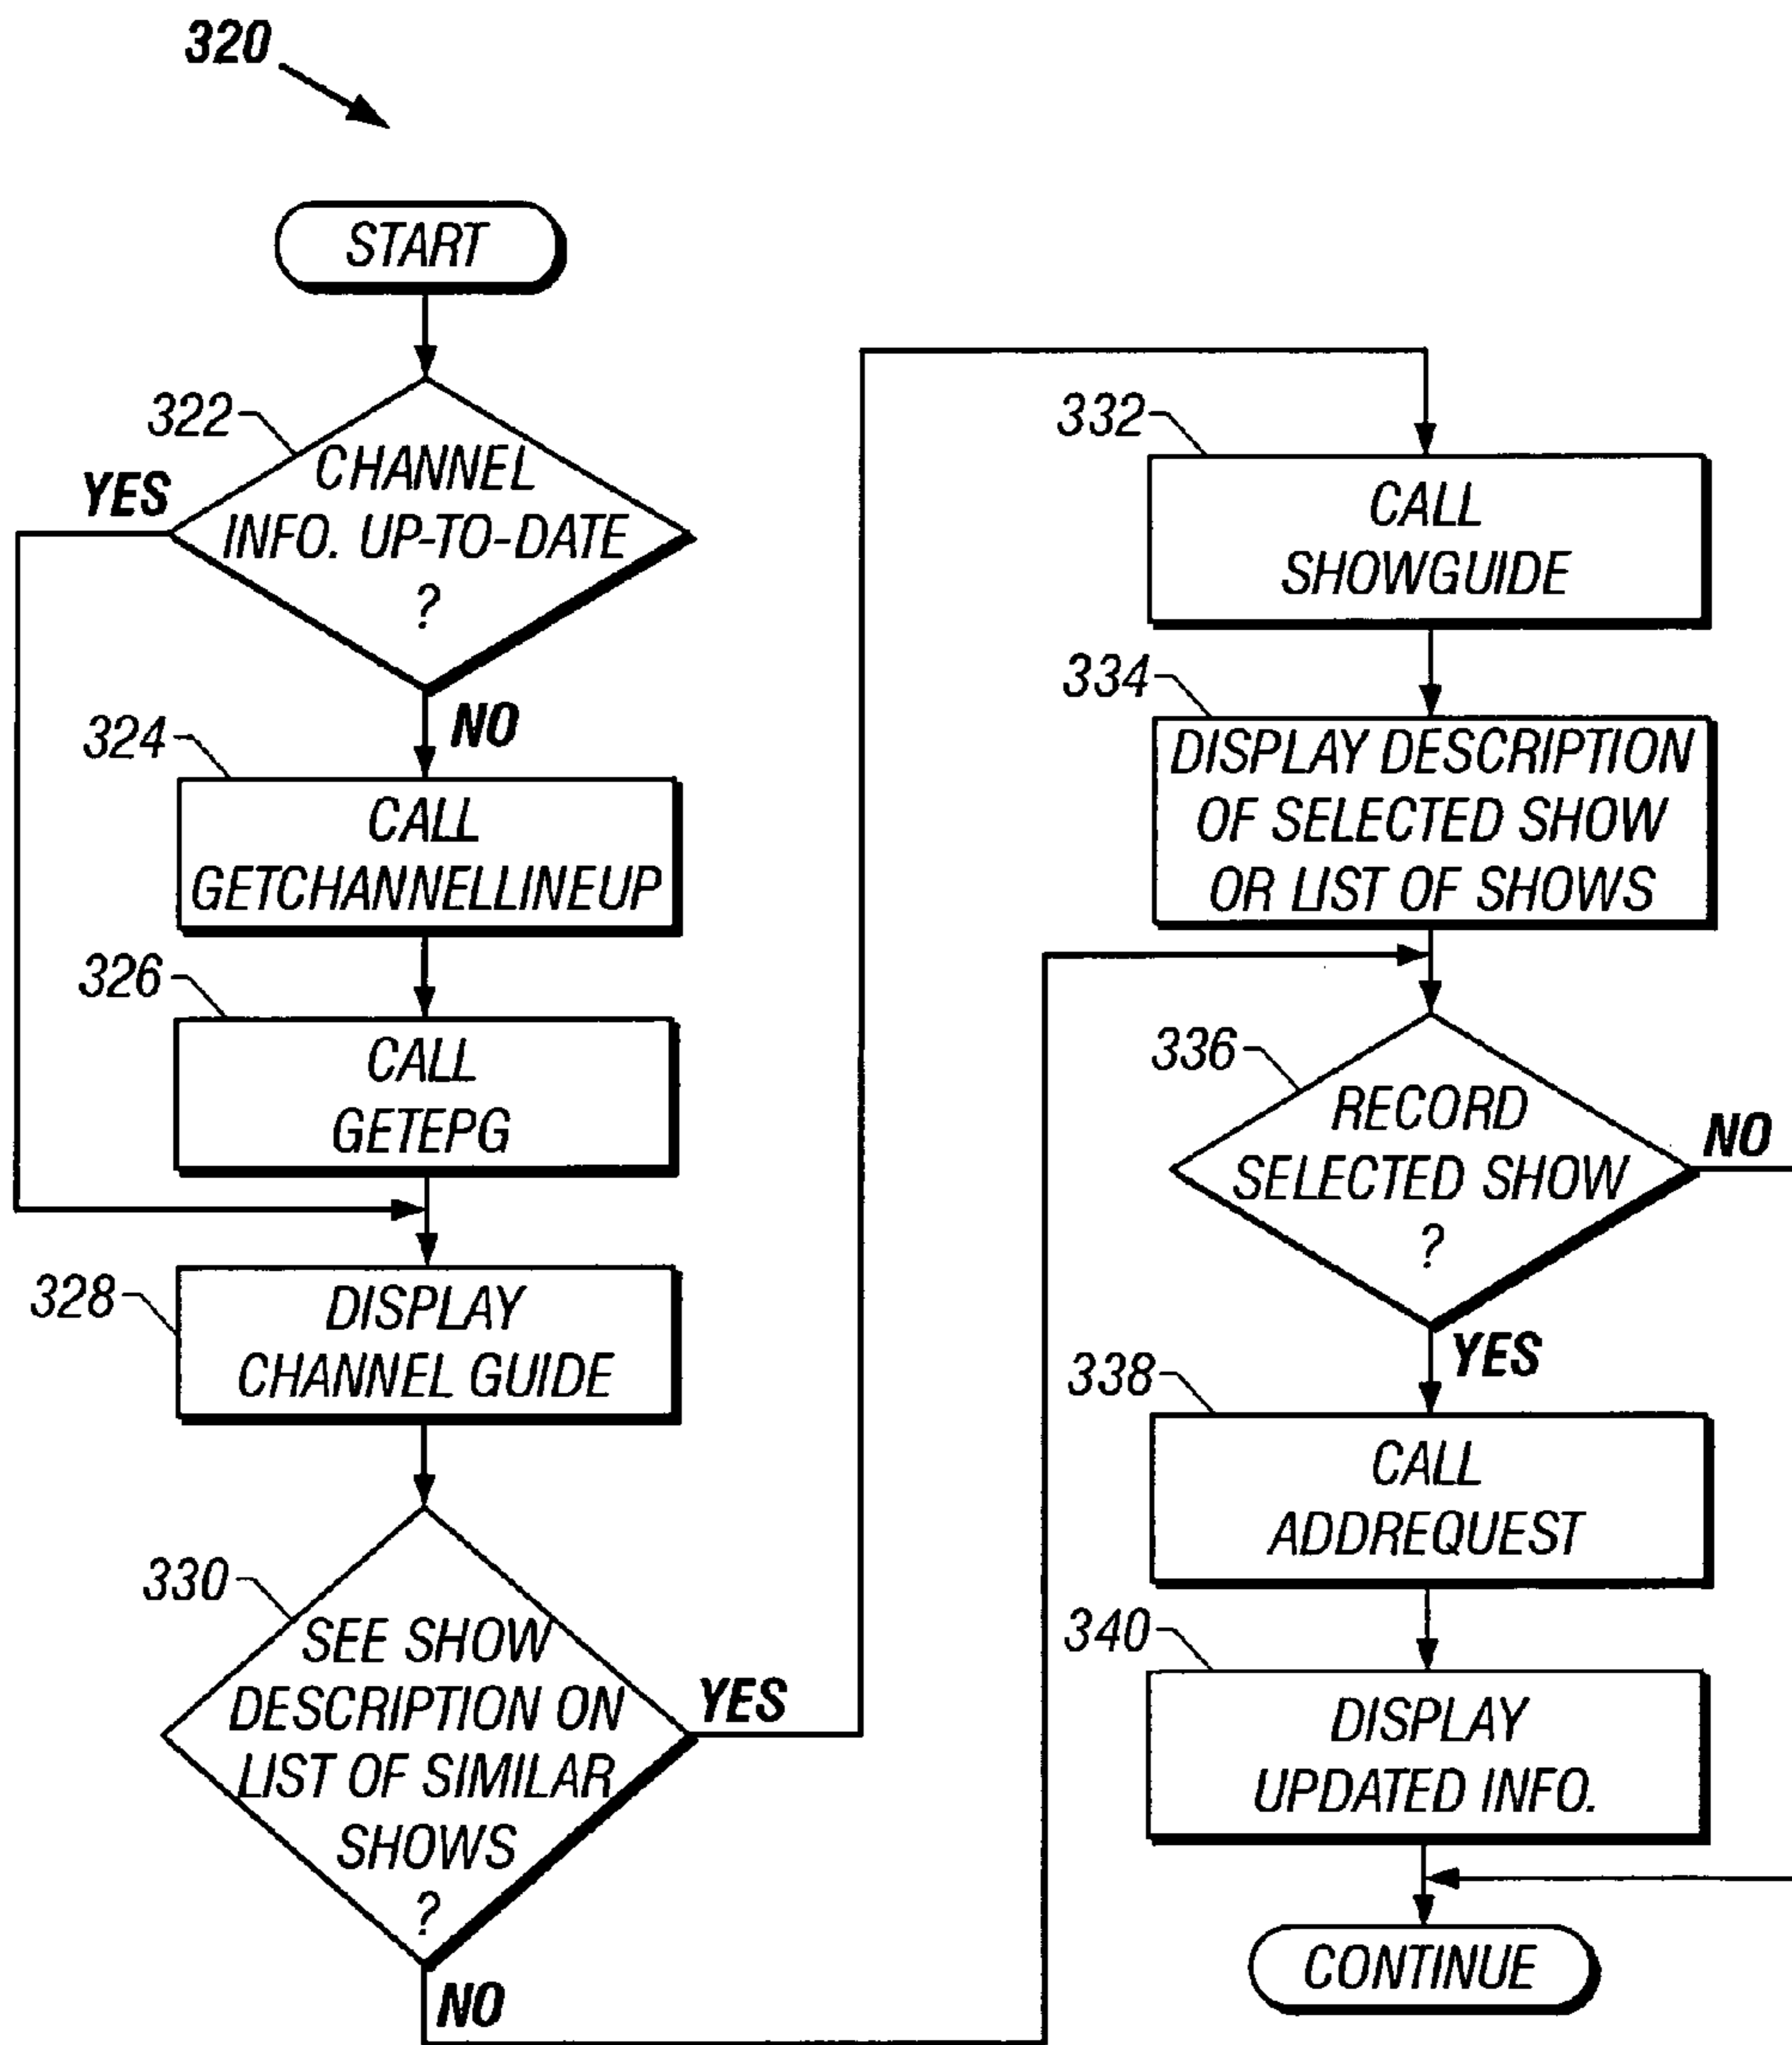 320
START
322
CHANNEL
INFO. UP-TO-DATE
?
YES
NO
324
CALL
GETCHANNELLINEUP
326
CALL
GETEPG
328
DISPLAY
CHANNEL GUIDE
330
SEE SHOW
DESCRIPTION ON
LIST OF SIMILAR
SHOWS
?
YES
NO
332
CALL
SHOWGUIDE
334
DISPLAY DESCRIPTION
OF SELECTED SHOW
OR LIST OF SHOWS
336
RECORD
SELECTED SHOW
?
NO
YES
338
CALL
ADDREQUEST
340
DISPLAY
UPDATED INFO.
CONTINUE